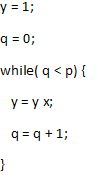 y = 1;
q = 0;
while( q < p) {
y = y x;
q = q + 1;
}